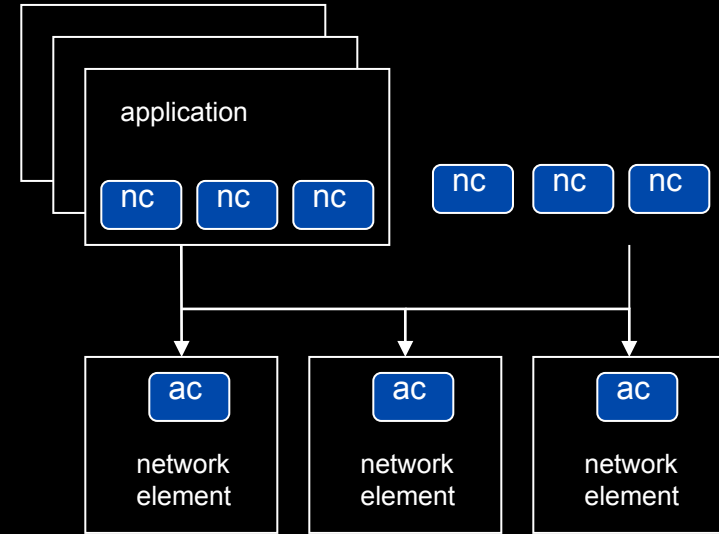 application
nc nc nc
nc nc nc
ac ac ac
network network network
element element element